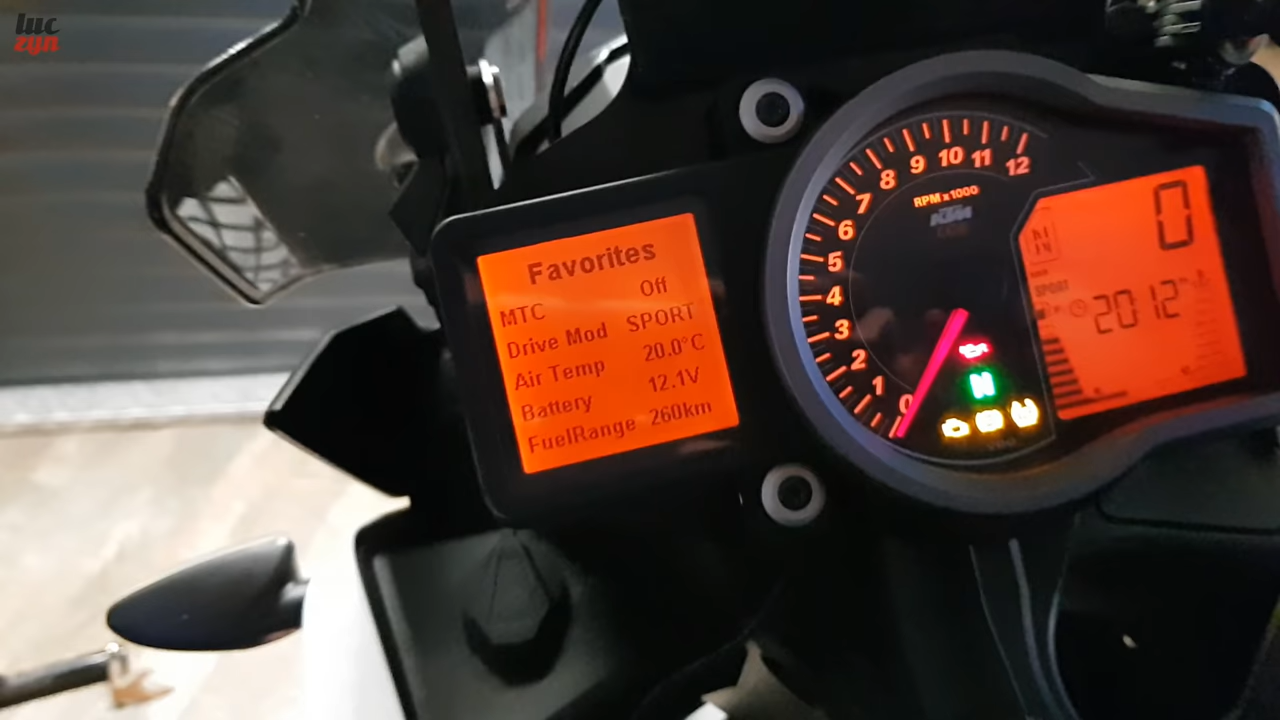 luc
zyn
Favorites
MTC Off
Drive Mod SPORT
Air Temp 20.0°C
Battery 12.1V
FuelRange 260km
0
1
2
3
4
5
6
7
8
9
10
11
12
RPM x 1000
KTM
N
0
SPORT
2012